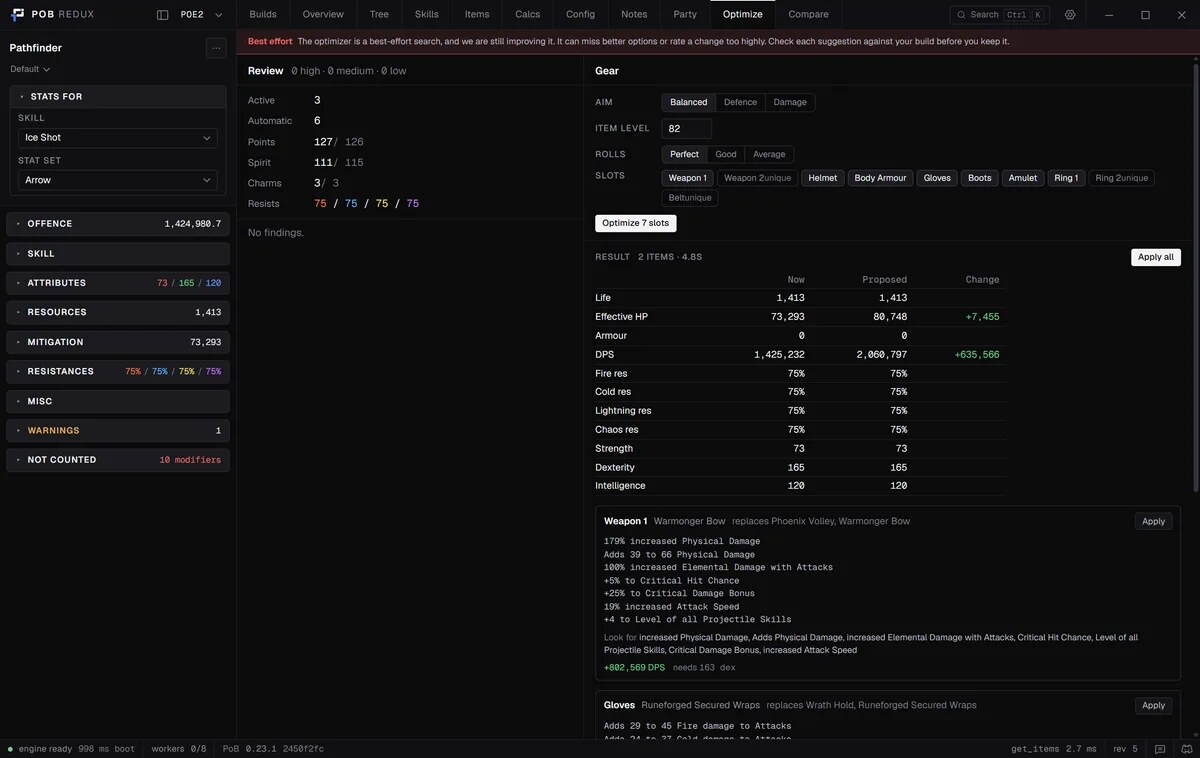 POB REDUX
POE2
Builds
Overview
Tree
Skills
Items
Calcs
Config
Notes
Party
Optimize
Compare
Search Ctrl K
Pathfinder
...
Default
STATS FOR
SKILL
Ice Shot
STAT SET
Arrow
OFFENCE 1,424,980.7
SKILL
ATTRIBUTES 73 / 165 / 120
RESOURCES 1,413
MITIGATION 73,293
RESISTANCES 75% / 75% / 75% / 75%
MISC
WARNINGS 1
NOT COUNTED 10 modifiers
Best effort The optimizer is a best-effort search, and we are still improving it. It can miss better options or rate a change too highly. Check each suggestion against your build before you keep it.
Review 0 high · 0 medium · 0 low
Active 3
Automatic 6
Points 127/ 126
Spirit 111/ 115
Charms 3/ 3
Resists 75 / 75 / 75 / 75
No findings.
Gear
AIM Balanced Defence Damage
ITEM LEVEL 82
ROLLS Perfect Good Average
SLOTS Weapon 1 Weapon 2unique Helmet Body Armour Gloves Boots Amulet Ring 1 Ring 2unique
Beltunique
Optimize 7 slots
RESULT 2 ITEMS · 4.8S Apply all
Now Proposed Change
Life 1,413 1,413
Effective HP 73,293 80,748 +7,455
Armour 0 0
DPS 1,425,232 2,060,797 +635,566
Fire res 75% 75%
Cold res 75% 75%
Lightning res 75% 75%
Chaos res 75% 75%
Strength 73 73
Dexterity 165 165
Intelligence 120 120
Weapon 1 Warmonger Bow replaces Phoenix Volley, Warmonger Bow Apply
179% increased Physical Damage
Adds 39 to 66 Physical Damage
100% increased Elemental Damage with Attacks
+5% to Critical Hit Chance
+25% to Critical Damage Bonus
19% increased Attack Speed
+4 to Level of all Projectile Skills
Look for increased Physical Damage, Adds Physical Damage, increased Elemental Damage with Attacks, Critical Hit Chance, Level of all
Projectile Skills, Critical Damage Bonus, increased Attack Speed
+802,569 DPS needs 163 dex
Gloves Runeforged Secured Wraps replaces Wrath Hold, Runeforged Secured Wraps Apply
Adds 29 to 45 Fire damage to Attacks
Adds 24 to 37 Cold damage to Attacks
ms boot workers 0/8 PoB 0.23.1
get_items 2.7 ms rev 5